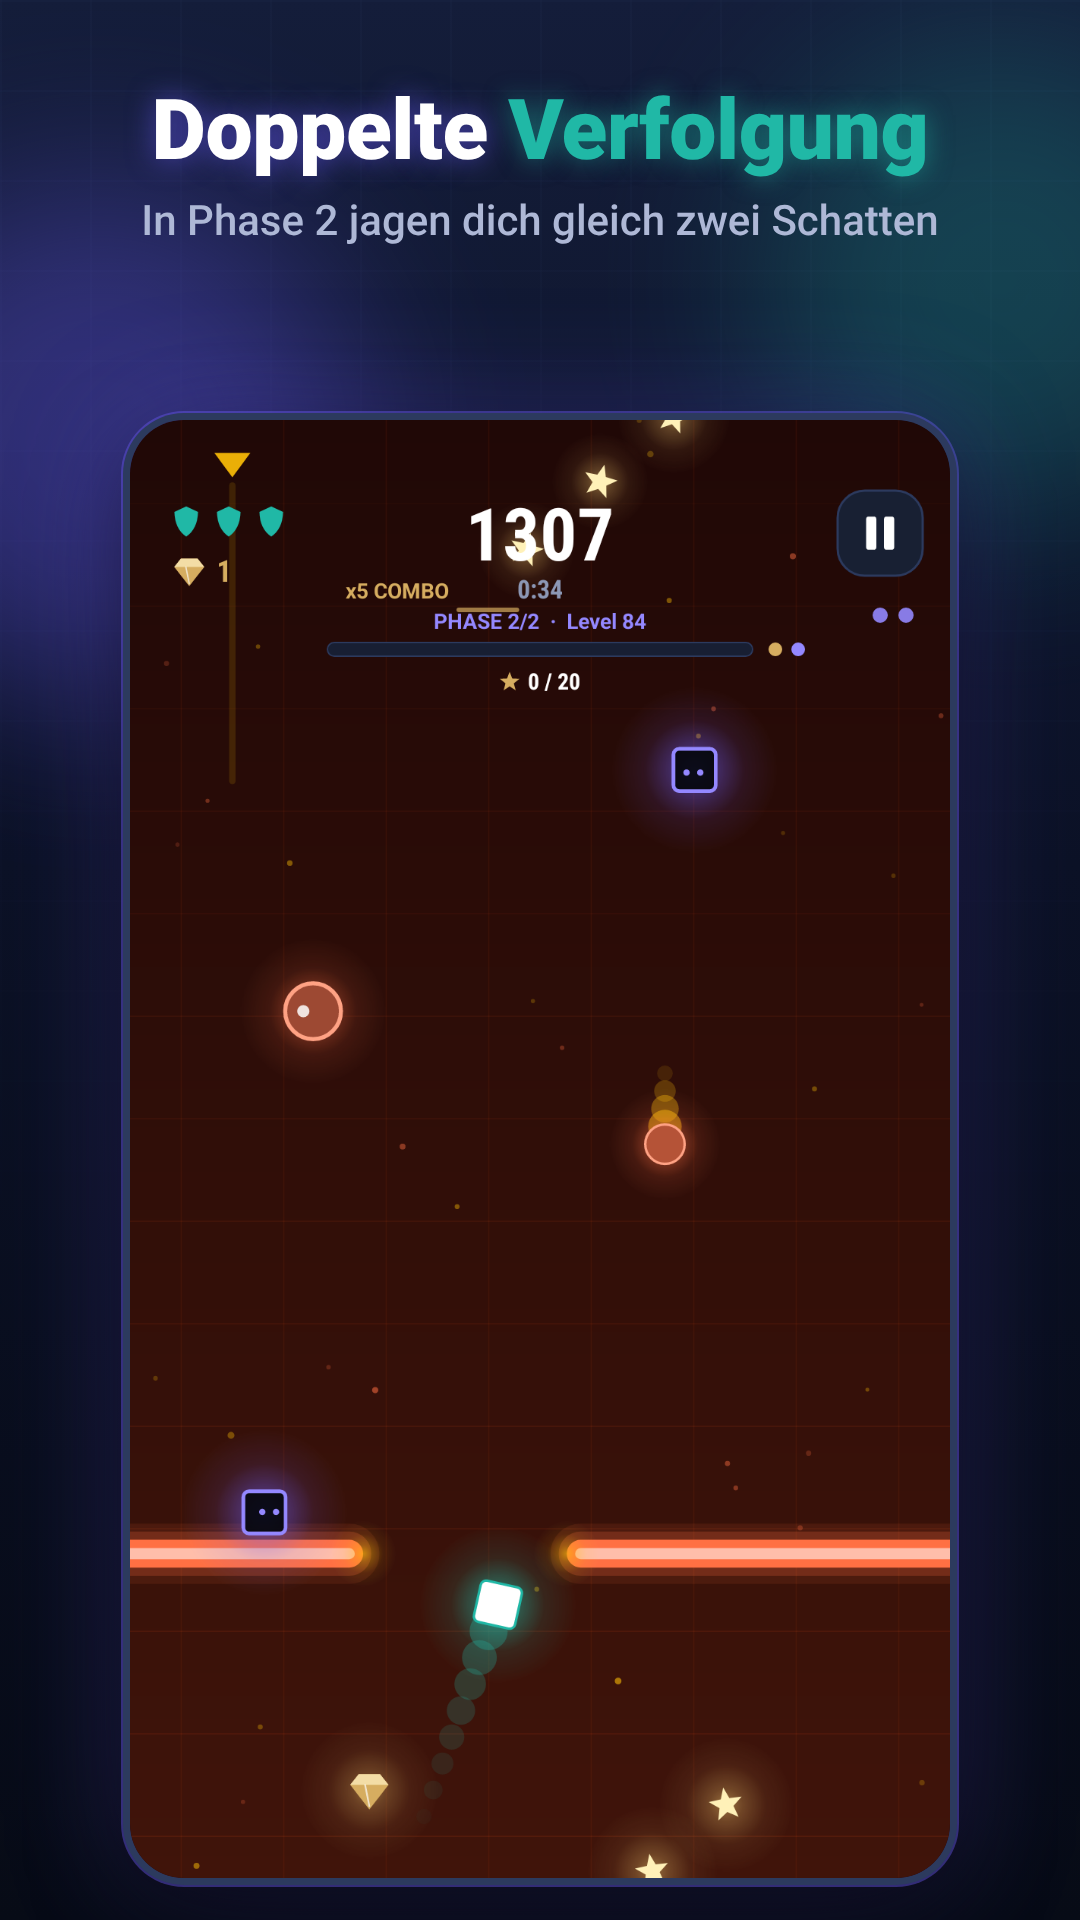 Doppelte Verfolgung
In Phase 2 jagen dich gleich zwei Schatten
1307
1
x5 COMBO
0:34
PHASE 2/2 · Level 84
0 / 20